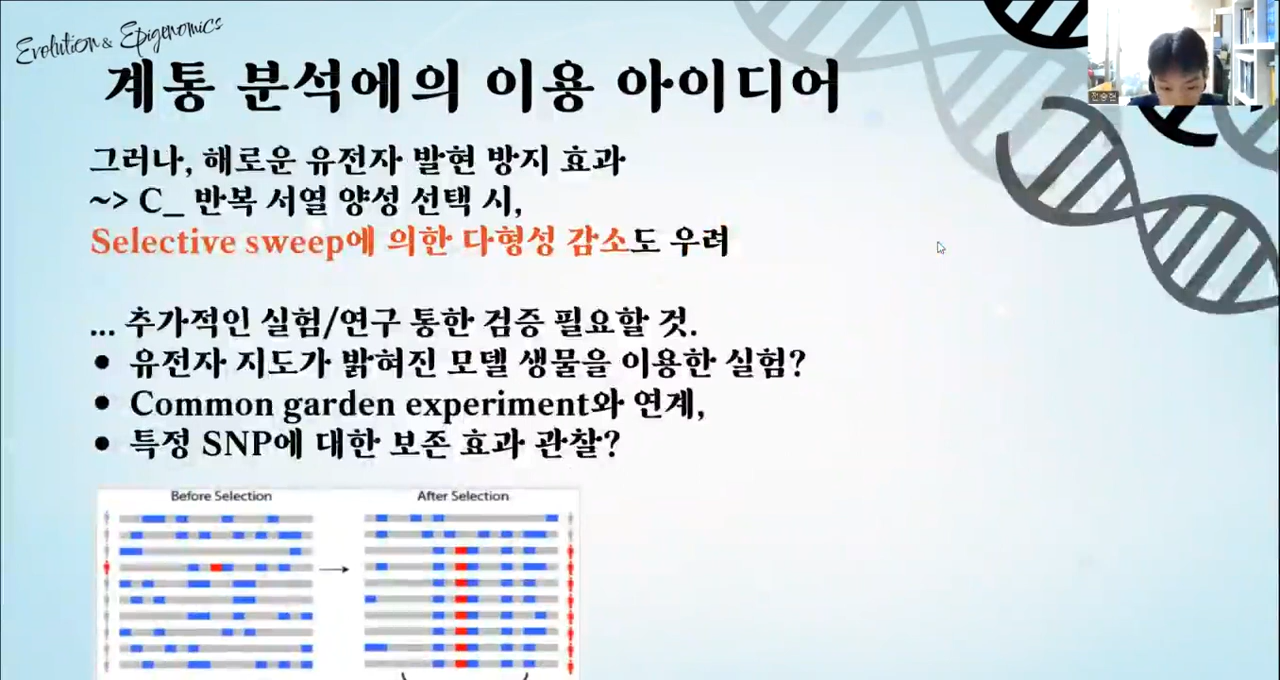 Evolution & Epigenomics
계통 분석에의 이용 아이디어
그러나, 해로운 유전자 발현 방지 효과
~> C_ 반복 서열 양성 선택 시,
Selective sweep에 의한 다형성 감소도 우려
... 추가적인 실험/연구 통한 검증 필요할 것.
• 유전자 지도가 밝혀진 모델 생물을 이용한 실험?
• Common garden experiment와 연계,
• 특정 SNP에 대한 보존 효과 관찰?
Before Selection
After Selection